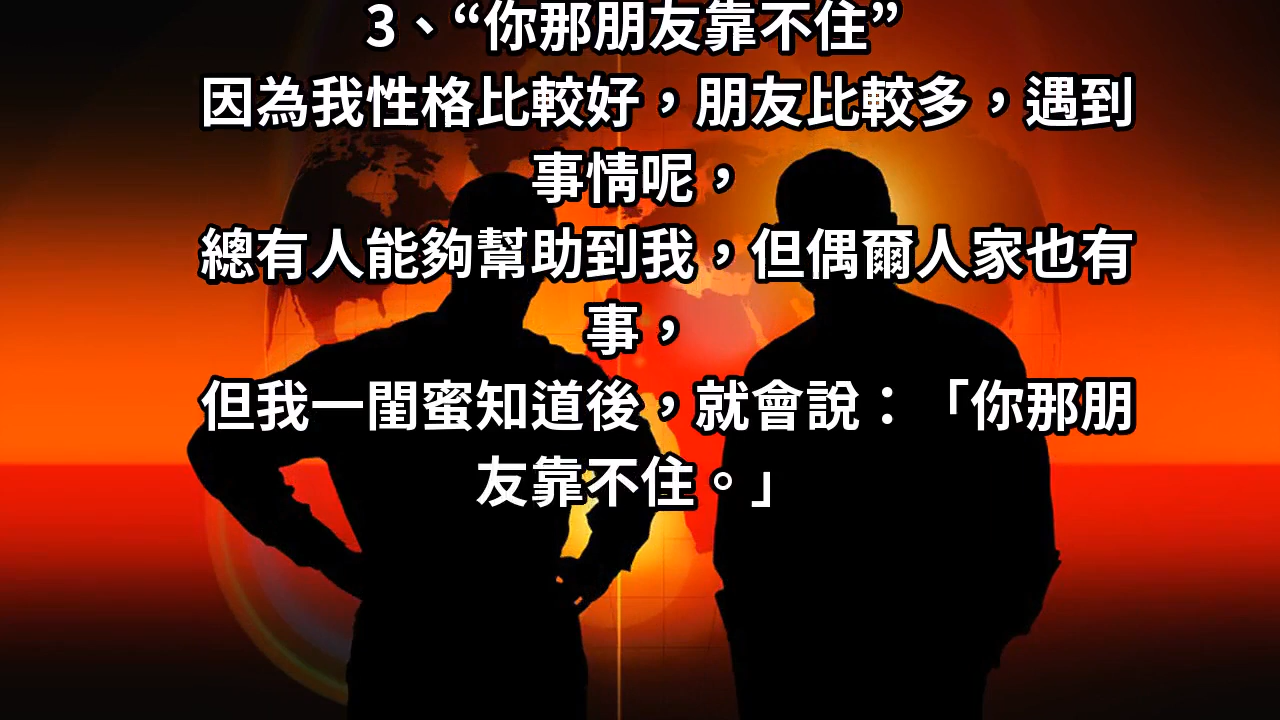 3、“你那朋友靠不住”
因為我性格比較好，朋友比較多，遇到
事情呢，
總有人能夠幫助到我，但偶爾人家也有
事，
但我一閨蜜知道後，就會說：「你那朋
友靠不住。」